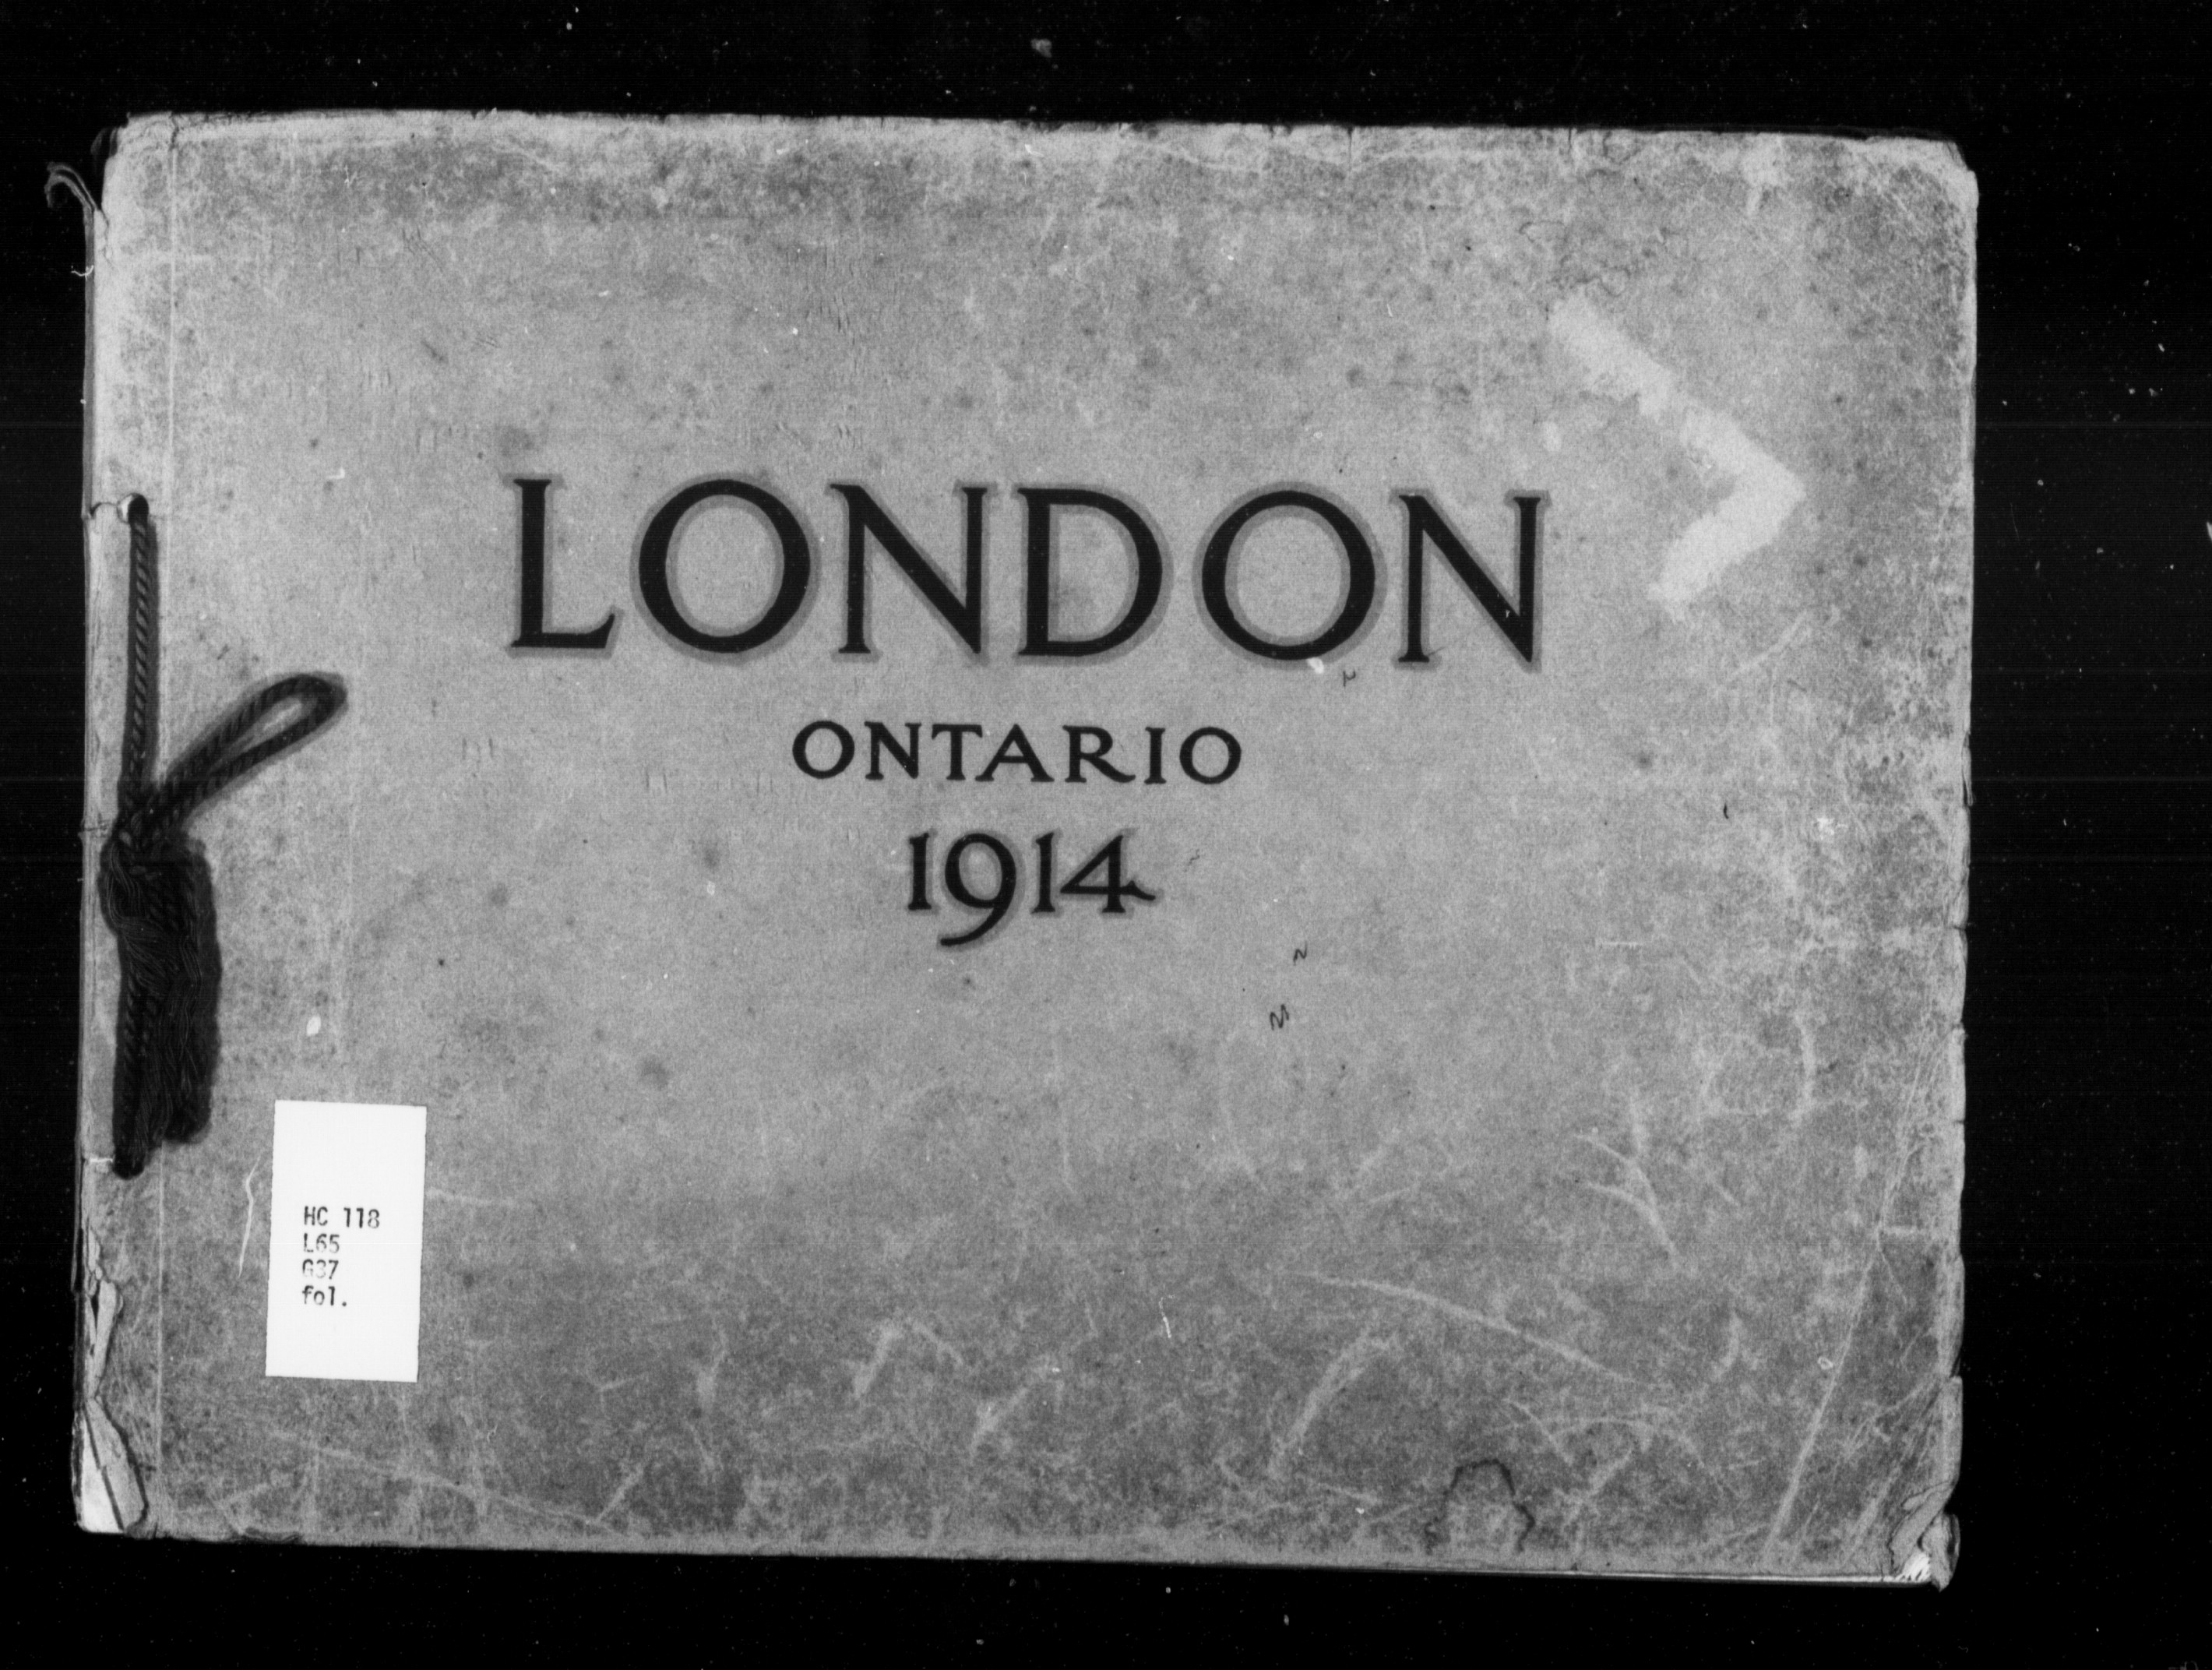 LONDON
ONTARIO
1914
HC 118
L65
G37
fol.